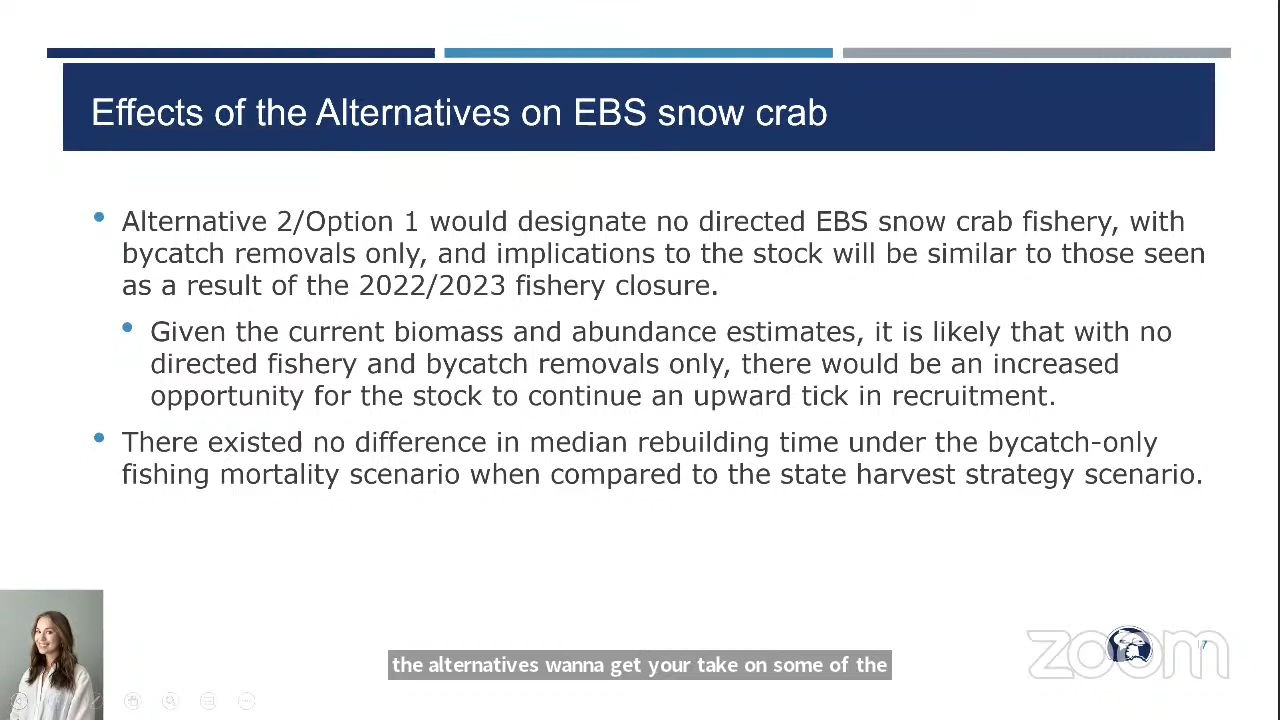 Effects of the Alternatives on EBS snow crab
• Alternative 2/Option 1 would designate no directed EBS snow crab fishery, with
bycatch removals only, and implications to the stock will be similar to those seen
as a result of the 2022/2023 fishery closure.
• Given the current biomass and abundance estimates, it is likely that with no
directed fishery and bycatch removals only, there would be an increased
opportunity for the stock to continue an upward tick in recruitment.
• There existed no difference in median rebuilding time under the bycatch-only
fishing mortality scenario when compared to the state harvest strategy scenario.
the alternatives wanna get your take on some of the
zoom
7